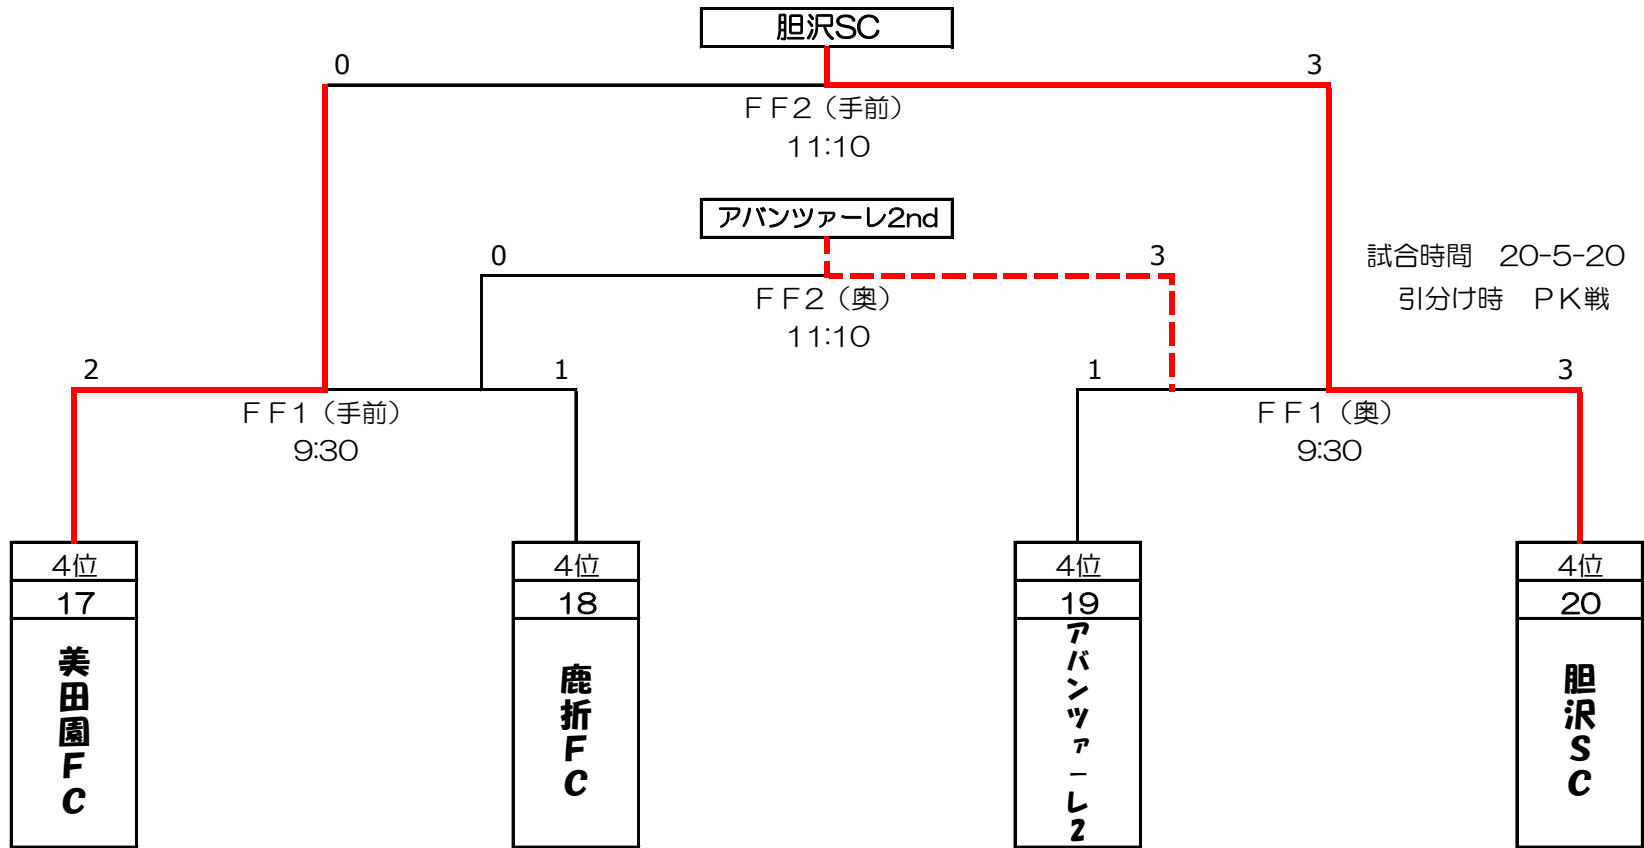 胆沢SC
0
3
ＦＦ２（手前）
11:10
アバンツァーレ2nd
0
3
試合時間　20-5-20
ＦＦ２（奥）
引分け時　ＰＫ戦
11:10
2
1
1
3
ＦＦ１（手前）
ＦＦ１（奥）
9:30
9:30
4位
4位
4位
4位
17
18
19
20
美田園ＦＣ
鹿折ＦＣ
アバンツァーレ２
胆沢ＳＣ